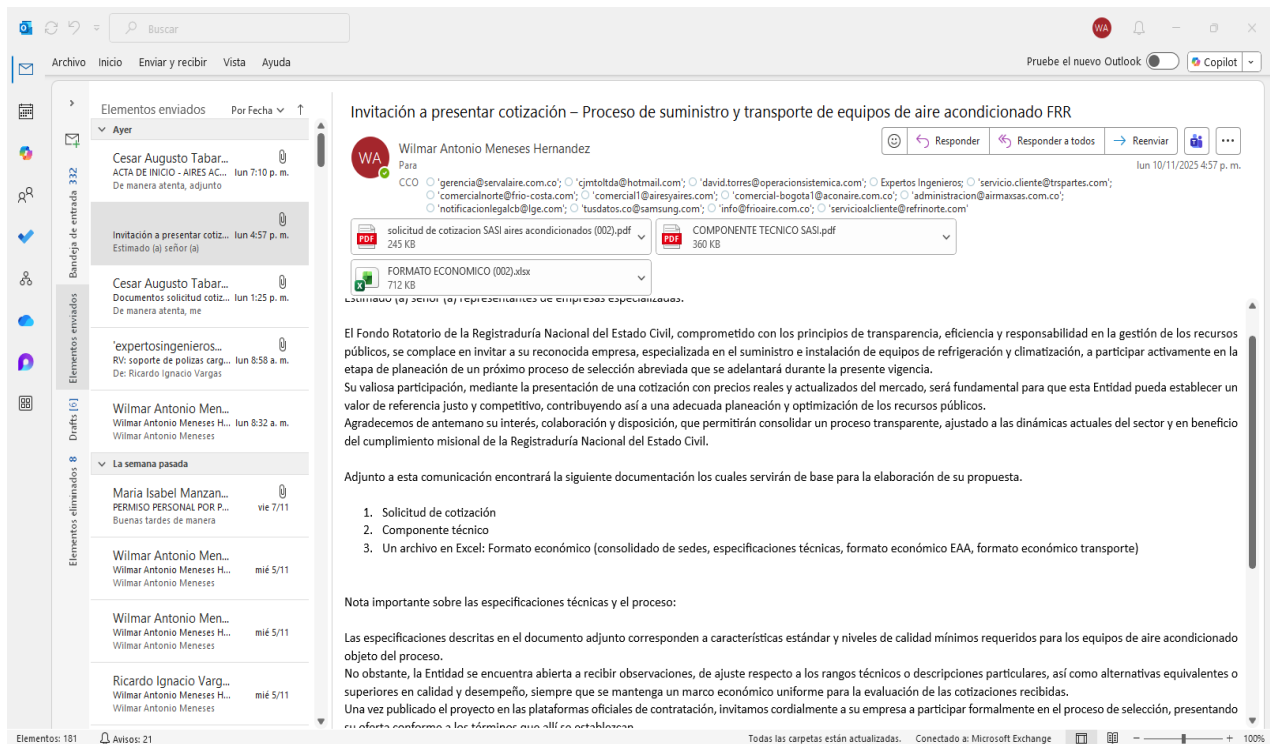 Buscar
WA
Archivo Inicio Enviar y recibir Vista Ayuda
Pruebe el nuevo Outlook
Copilot
Bandeja de entrada 332
Elementos enviados
Drafts [6]
Elementos eliminados 8
Elementos enviados Por Fecha
Ayer
Cesar Augusto Tabar...
ACTA DE INICIO - AIRES AC... lun 7:10 p. m.
De manera atenta, adjunto
Invitación a presentar cotiz... lun 4:57 p. m.
Estimado (a) señor (a)
Cesar Augusto Tabar...
Documentos solicitud cotiz... lun 1:25 p. m.
De manera atenta, me
'expertosingenieros...
RV: soporte de polizas carg... lun 8:58 a. m.
De: Ricardo Ignacio Vargas
Wilmar Antonio Men...
Wilmar Antonio Meneses H... lun 8:32 a. m.
Wilmar Antonio Meneses
La semana pasada
Maria Isabel Manzan...
PERMISO PERSONAL POR P... vie 7/11
Buenas tardes de manera
Wilmar Antonio Men...
Wilmar Antonio Meneses H... mié 5/11
Wilmar Antonio Meneses
Wilmar Antonio Men...
Wilmar Antonio Meneses H... mié 5/11
Wilmar Antonio Meneses
Ricardo Ignacio Varg...
Wilmar Antonio Meneses H... mié 5/11
Wilmar Antonio Meneses
Invitación a presentar cotización – Proceso de suministro y transporte de equipos de aire acondicionado FRR
WA
Wilmar Antonio Meneses Hernandez
Para
Responder Responder a todos Reenviar
lun 10/11/2025 4:57 p. m.
CCO 'gerencia@servalaire.com.co'; 'cjmtoltda@hotmail.com'; 'david.torres@operacionsistemica.com'; Expertos Ingenieros; 'servicio.cliente@trspartes.com';
'comercialnorte@frio-costa.com'; 'comercial1@airesyaires.com'; 'comercial-bogota1@aconaire.com.co'; 'administracion@airmaxsas.com.co';
'notificacionlegalcb@lge.com'; 'tusdatos.co@samsung.com'; 'info@frioaire.com.co'; 'servicioalcliente@refrinorte.com'
PDF solicitud de cotizacion SASI aires acondicionados (002).pdf
245 KB
PDF COMPONENTE TECNICO SASI.pdf
360 KB
FORMATO ECONOMICO (002).xlsx
712 KB
Estimado (a) señor (a) representantes de empresas especializadas.
El Fondo Rotatorio de la Registraduría Nacional del Estado Civil, comprometido con los principios de transparencia, eficiencia y responsabilidad en la gestión de los recursos
públicos, se complace en invitar a su reconocida empresa, especializada en el suministro e instalación de equipos de refrigeración y climatización, a participar activamente en la
etapa de planeación de un próximo proceso de selección abreviada que se adelantará durante la presente vigencia.
Su valiosa participación, mediante la presentación de una cotización con precios reales y actualizados del mercado, será fundamental para que esta Entidad pueda establecer un
valor de referencia justo y competitivo, contribuyendo así a una adecuada planeación y optimización de los recursos públicos.
Agradecemos de antemano su interés, colaboración y disposición, que permitirán consolidar un proceso transparente, ajustado a las dinámicas actuales del sector y en beneficio
del cumplimiento misional de la Registraduría Nacional del Estado Civil.
Adjunto a esta comunicación encontrará la siguiente documentación los cuales servirán de base para la elaboración de su propuesta.
1. Solicitud de cotización
2. Componente técnico
3. Un archivo en Excel: Formato económico (consolidado de sedes, especificaciones técnicas, formato económico EAA, formato económico transporte)
Nota importante sobre las especificaciones técnicas y el proceso:
Las especificaciones descritas en el documento adjunto corresponden a características estándar y niveles de calidad mínimos requeridos para los equipos de aire acondicionado
objeto del proceso.
No obstante, la Entidad se encuentra abierta a recibir observaciones, de ajuste respecto a los rangos técnicos o descripciones particulares, así como alternativas equivalentes o
superiores en calidad y desempeño, siempre que se mantenga un marco económico uniforme para la evaluación de las cotizaciones recibidas.
Una vez publicado el proyecto en las plataformas oficiales de contratación, invitamos cordialmente a su empresa a participar formalmente en el proceso de selección, presentando
su oferta conforme a los términos que allí se establezcan.
Elementos: 181 Avisos: 21
Todas las carpetas están actualizadas. Conectado a: Microsoft Exchange 100%